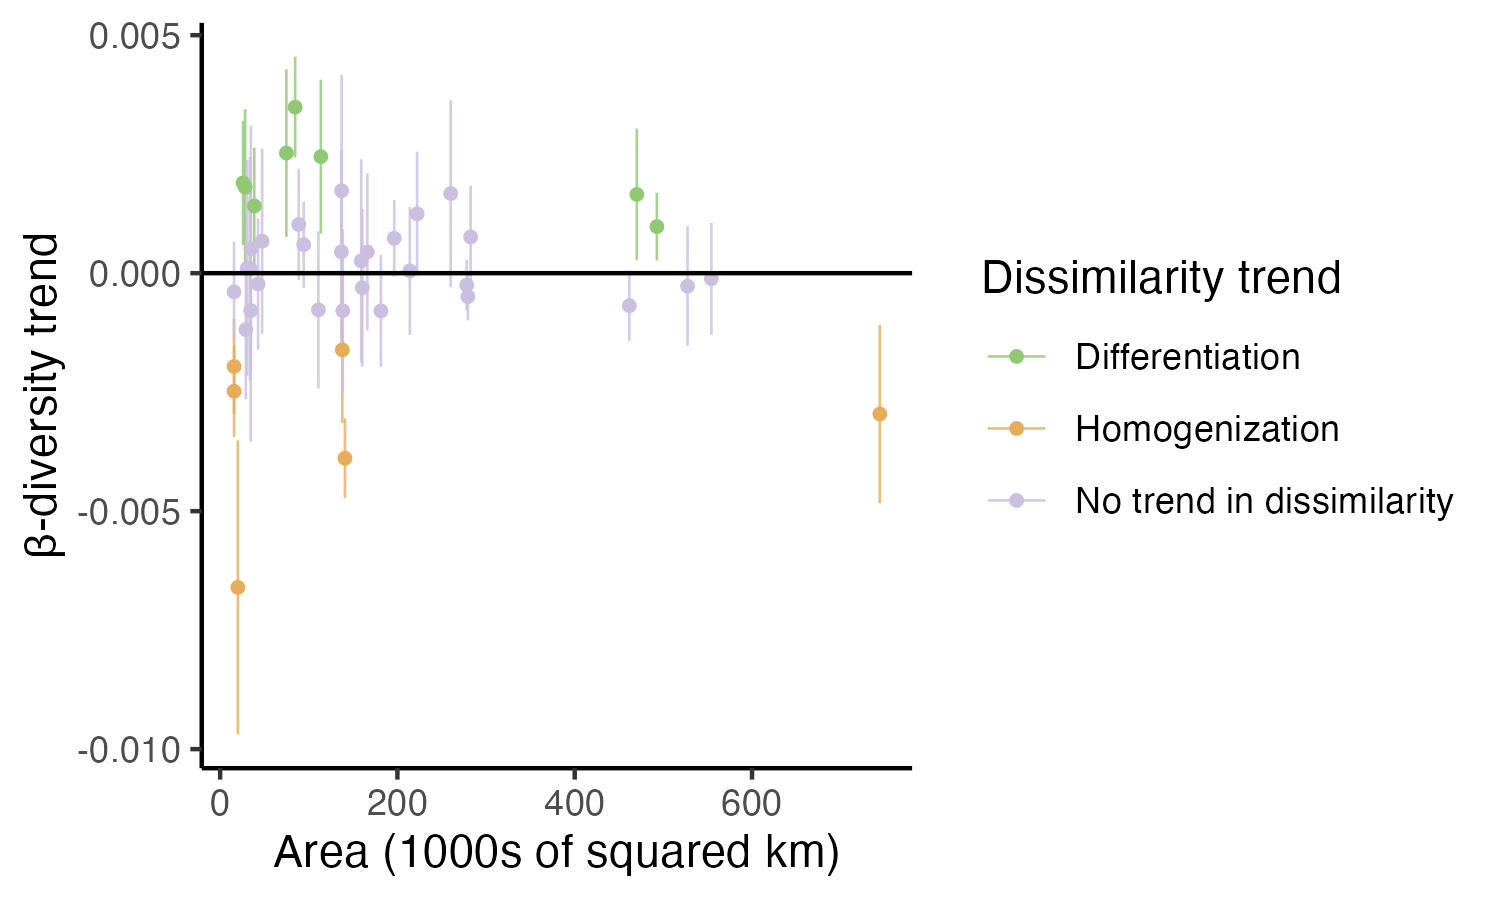 0.005
0.000
-0.005
-0.010
β-diversity trend
0
200
400
600
Area (1000s of squared km)
Dissimilarity trend
Differentiation
Homogenization
No trend in dissimilarity